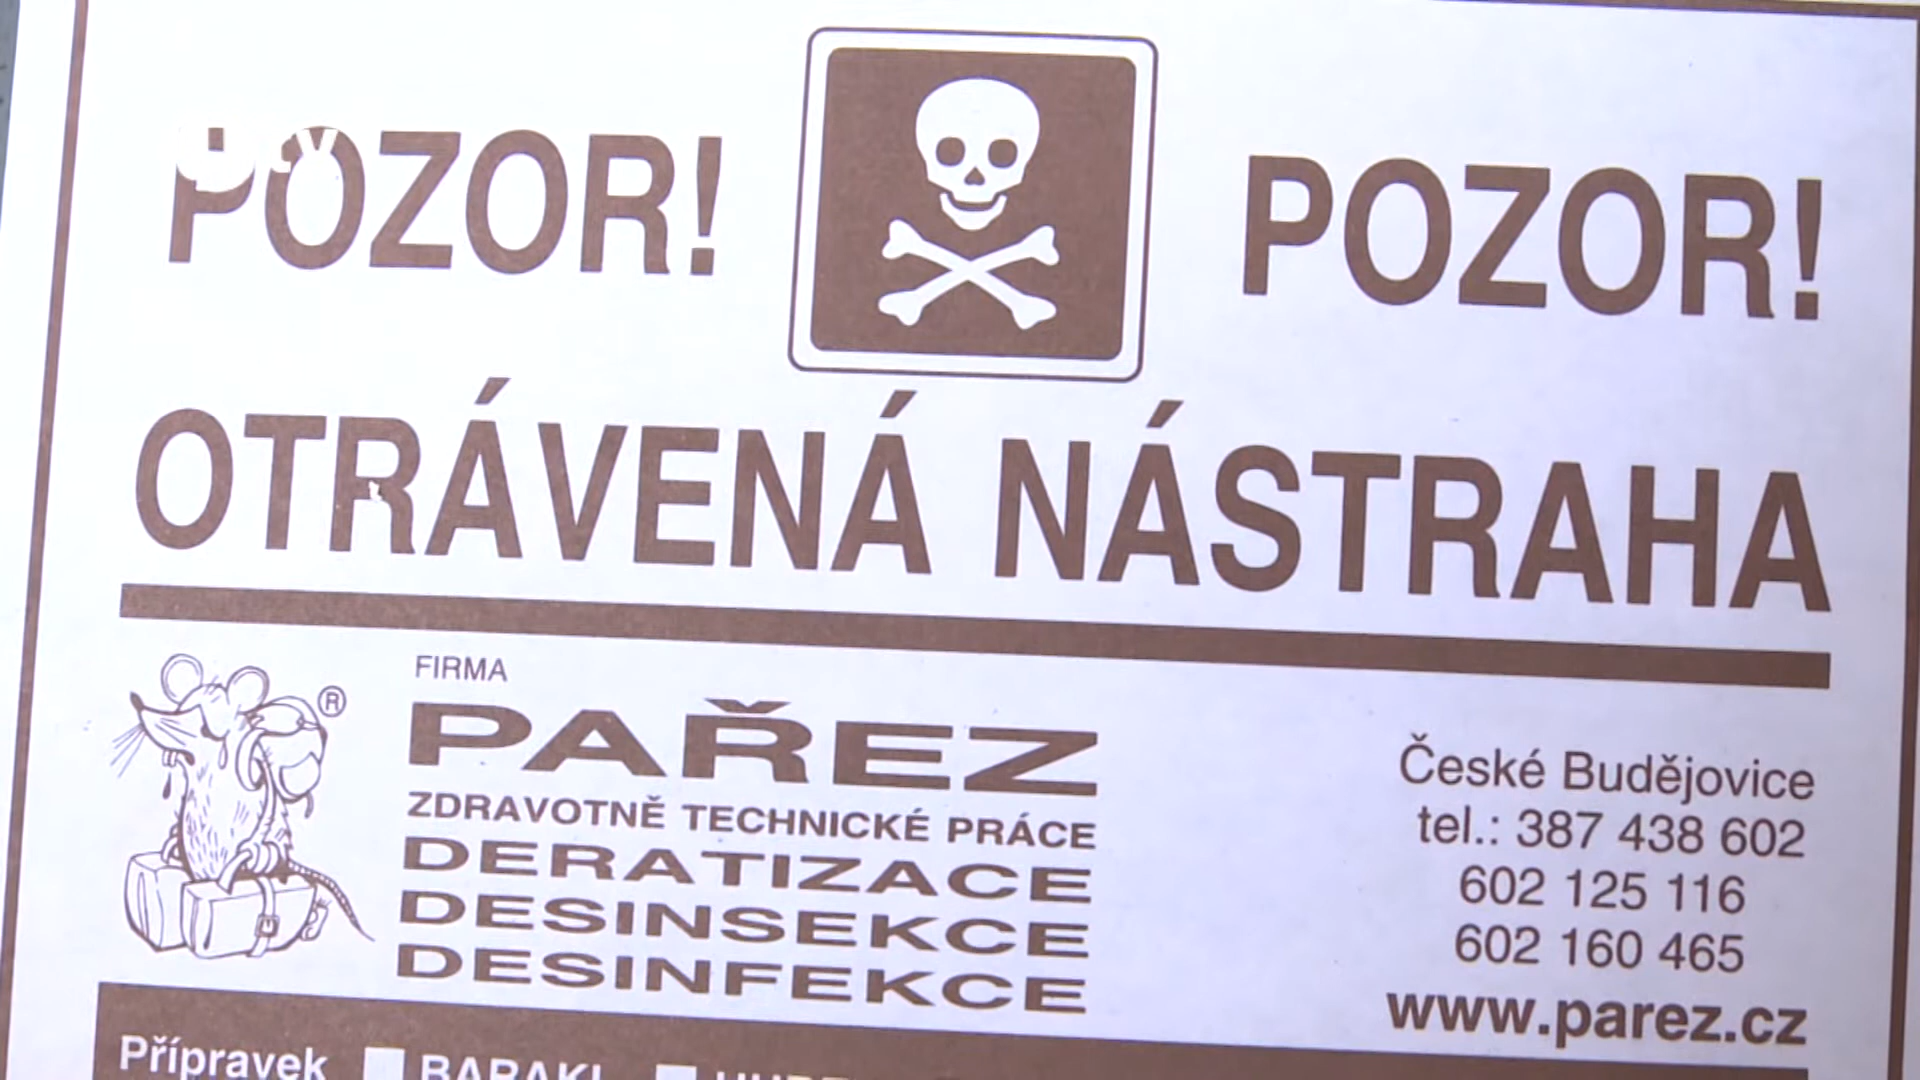 POZOR! POZOR!
OTRÁVENÁ NÁSTRAHA
®
FIRMA
PAŘEZ
ZDRAVOTNĚ TECHNICKÉ PRÁCE
DERATIZACE
DESINSEKCE
DESINFEKCE
České Budějovice
tel.: 387 438 602
602 125 116
602 160 465
www.parez.cz
Přípravek